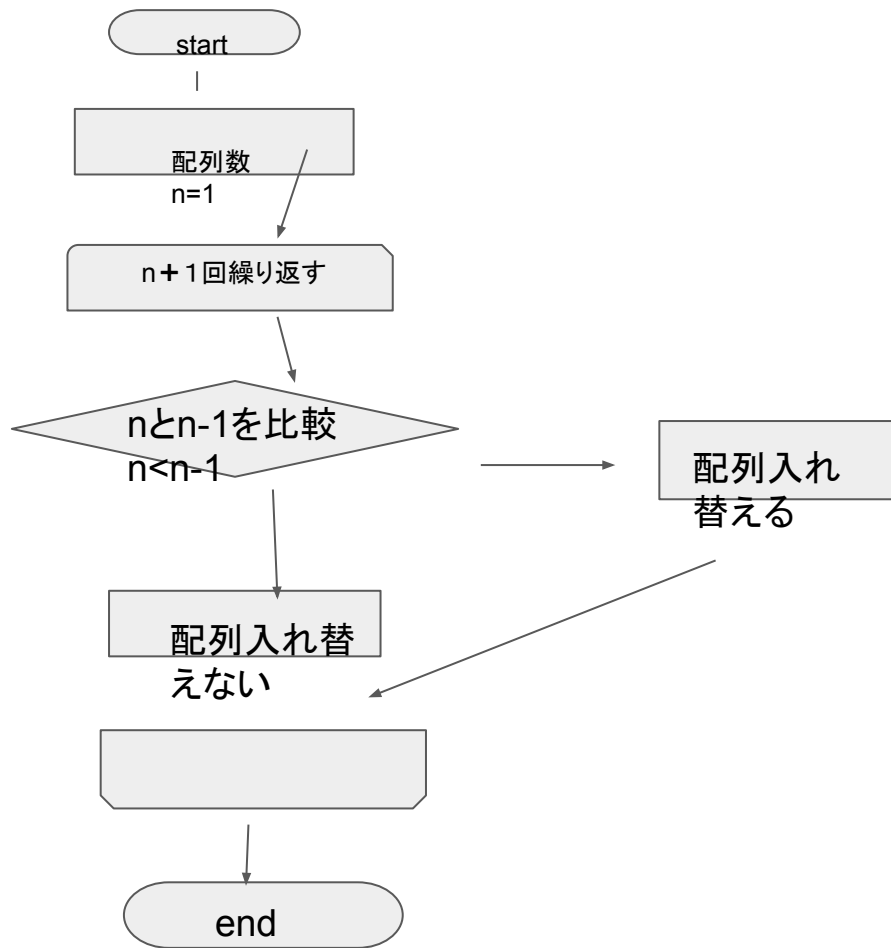 start
配列数
n=1
n＋１回繰り返す
nとn-1を比較
n<n-1
配列入れ
替える
配列入れ替
えない
end